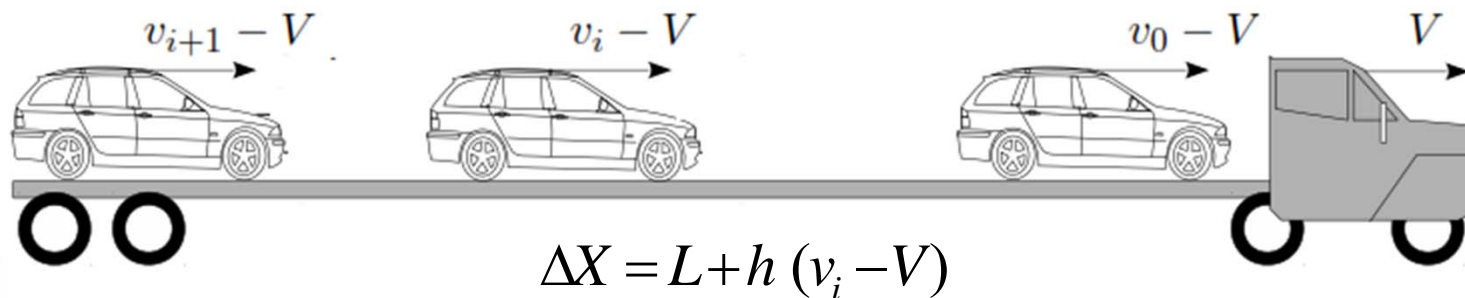 v_{i+1} − V v_i − V v_0 − V V
ΔX = L+h (v_i −V)